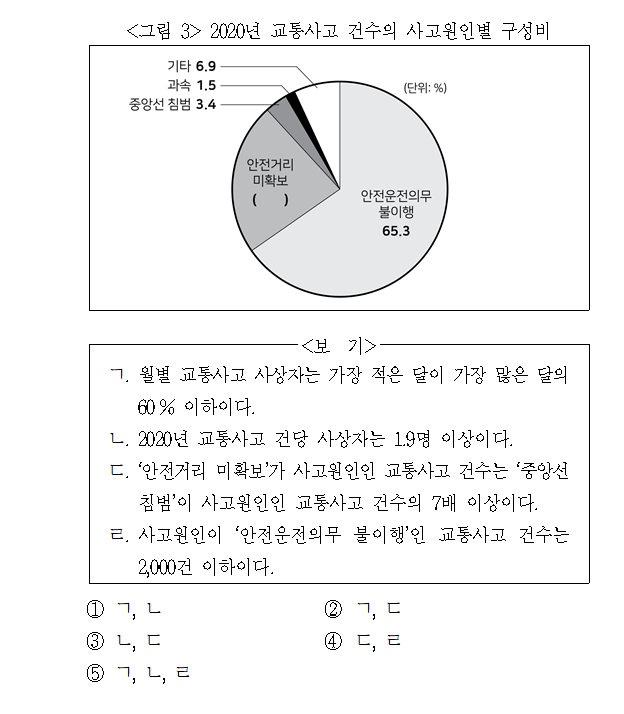 <그림 3> 2020년 교통사고 건수의 사고원인별 구성비
(단위: %)
기타 6.9
과속 1.5
중앙선 침범 3.4
안전거리
미확보
(    )
안전운전의무
불이행
65.3
<보 기>
ㄱ. 월별 교통사고 사상자는 가장 적은 달이 가장 많은 달의
60% 이하이다.
ㄴ. 2020년 교통사고 건당 사상자는 1.9명 이상이다.
ㄷ. ‘안전거리 미확보’가 사고원인인 교통사고 건수는 ‘중앙선
침범’이 사고원인인 교통사고 건수의 7배 이상이다.
ㄹ. 사고원인이 ‘안전운전의무 불이행’인 교통사고 건수는
2,000건 이하이다.
① ㄱ, ㄴ
② ㄱ, ㄷ
③ ㄴ, ㄷ
④ ㄷ, ㄹ
⑤ ㄱ, ㄴ, ㄹ